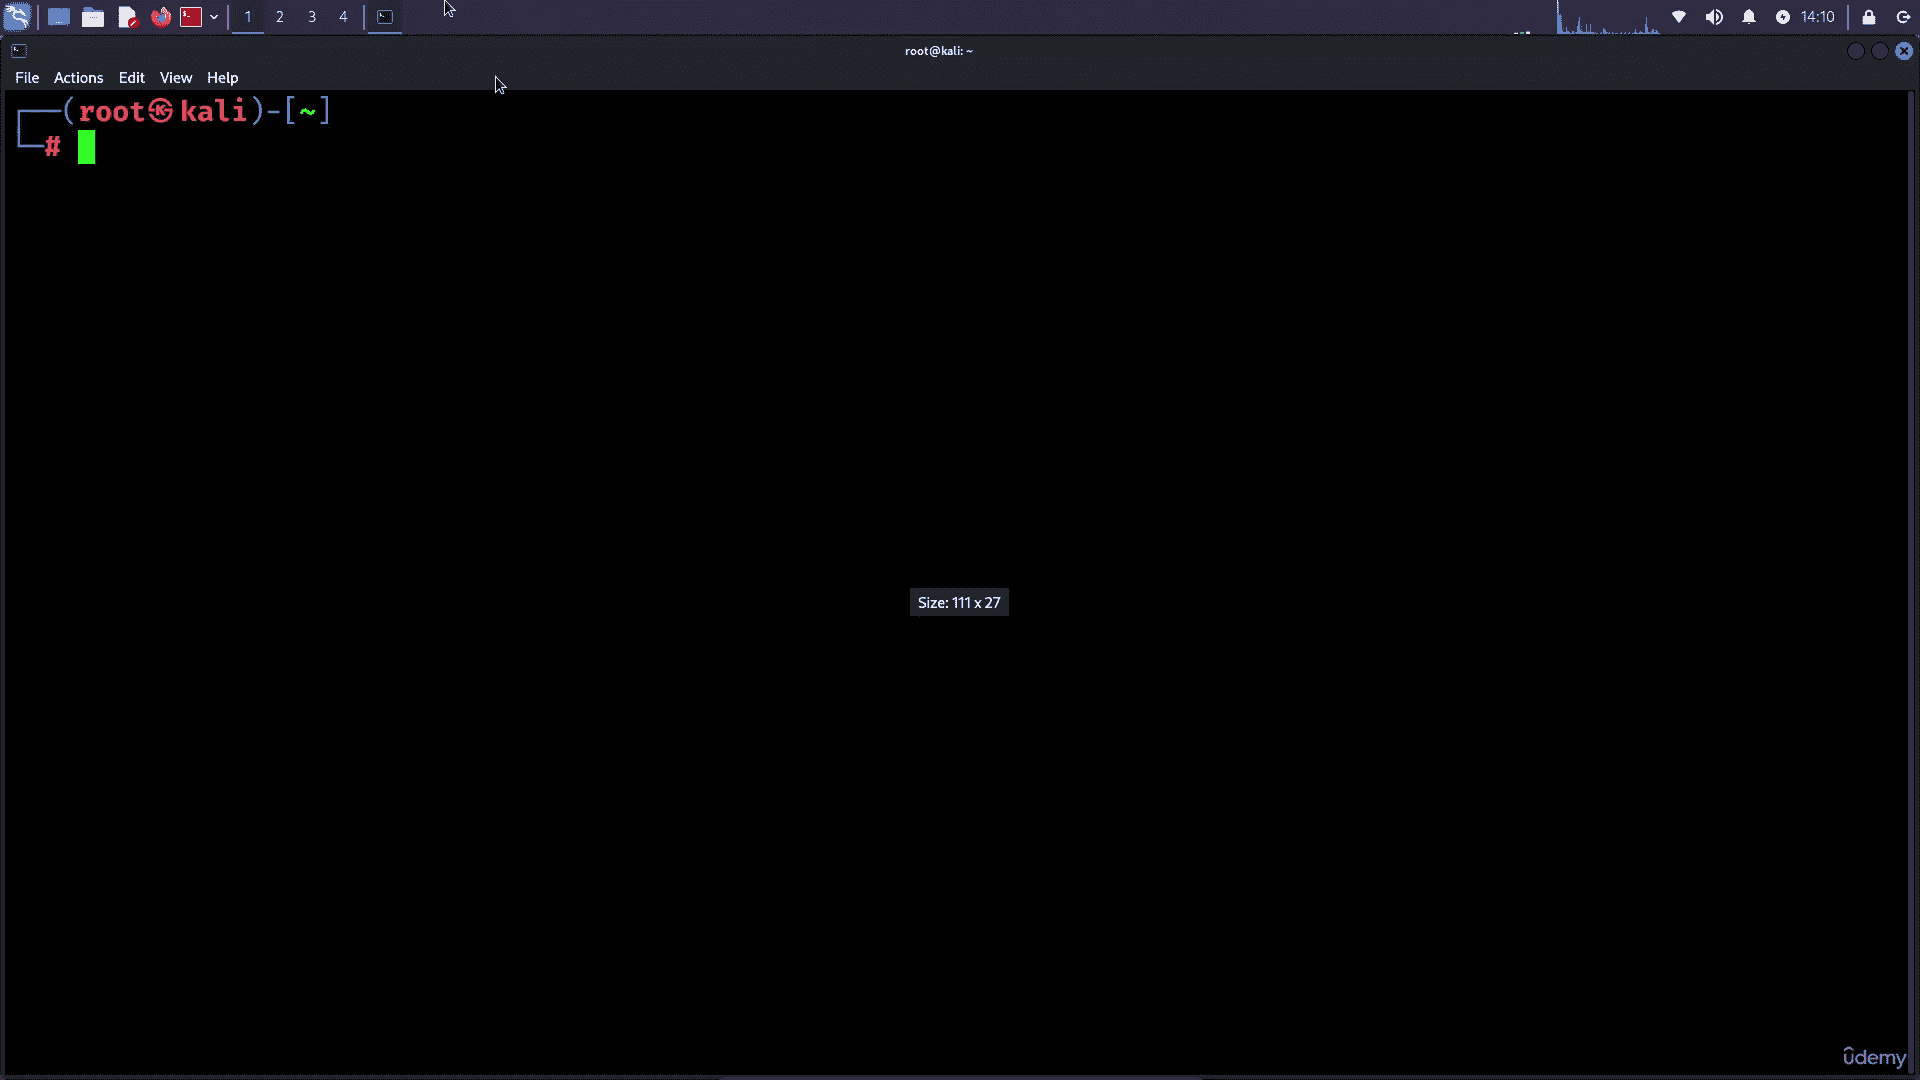 1 2 3 4
14:10
root@kali: ~
File Actions Edit View Help
┌──(root㉿kali)-[~]
└─#
Size: 111 x 27
ûdemy